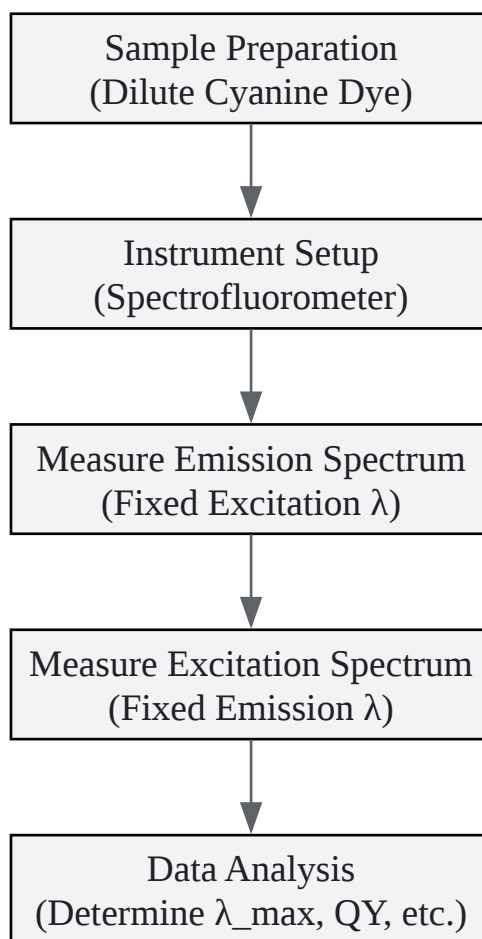 Sample Preparation
(Dilute Cyanine Dye)
Instrument Setup
(Spectrofluorometer)
Measure Emission Spectrum
(Fixed Excitation λ)
Measure Excitation Spectrum
(Fixed Emission λ)
Data Analysis
(Determine λ_max, QY, etc.)